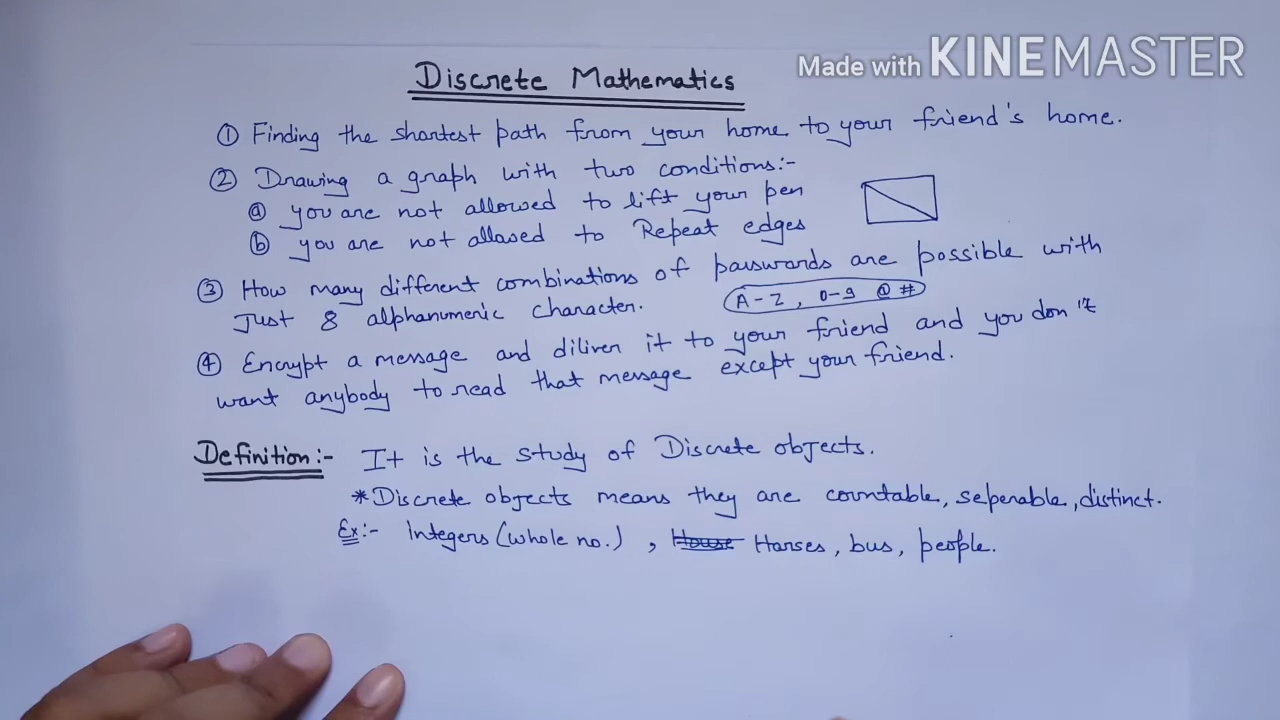 Made with KINEMASTER
Discrete Mathematics
① Finding the shortest path from your home to your friend's home.
② Drawing a graph with two conditions:-
ⓐ you are not allowed to lift your pen
ⓑ you are not allowed to Repeat edges
③ How many different combinations of passwords are possible with
Just 8 alphanumeric character.
A-Z, 0-9 @ #
④ Encrypt a message and diliver it to your friend and you don't
want anybody to read that message except your friend.
Definition:- It is the study of Discrete objects.
*Discrete objects means they are countable, seperable, distinct.
Ex:- Integers (whole no.), House Horses, bus, people.